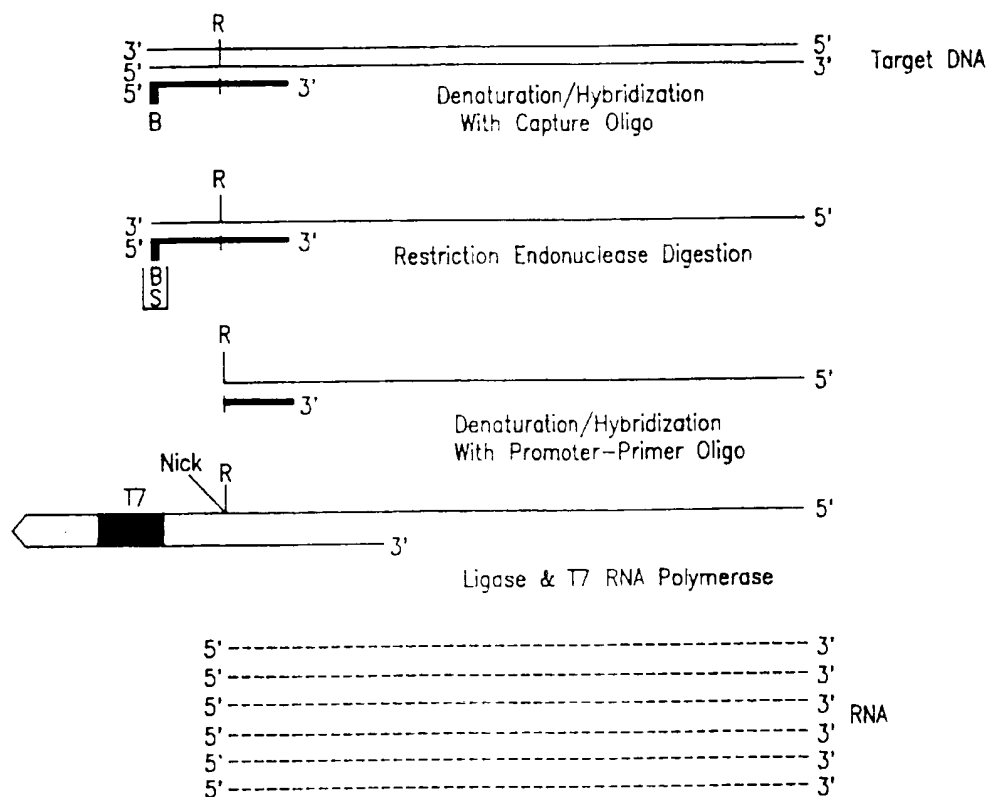 R
3' 5'
5' 3' Target DNA
5' 3' Denaturation/Hybridization
B With Capture Oligo
R
3' 5'
5' 3' Restriction Endonuclease Digestion
B
S
R
5'
3' Denaturation/Hybridization
With Promoter-Primer Oligo
Nick R
T7
5'
3'
Ligase & T7 RNA Polymerase
5' 3'
5' 3'
5' 3' RNA
5' 3'
5' 3'
5' 3'